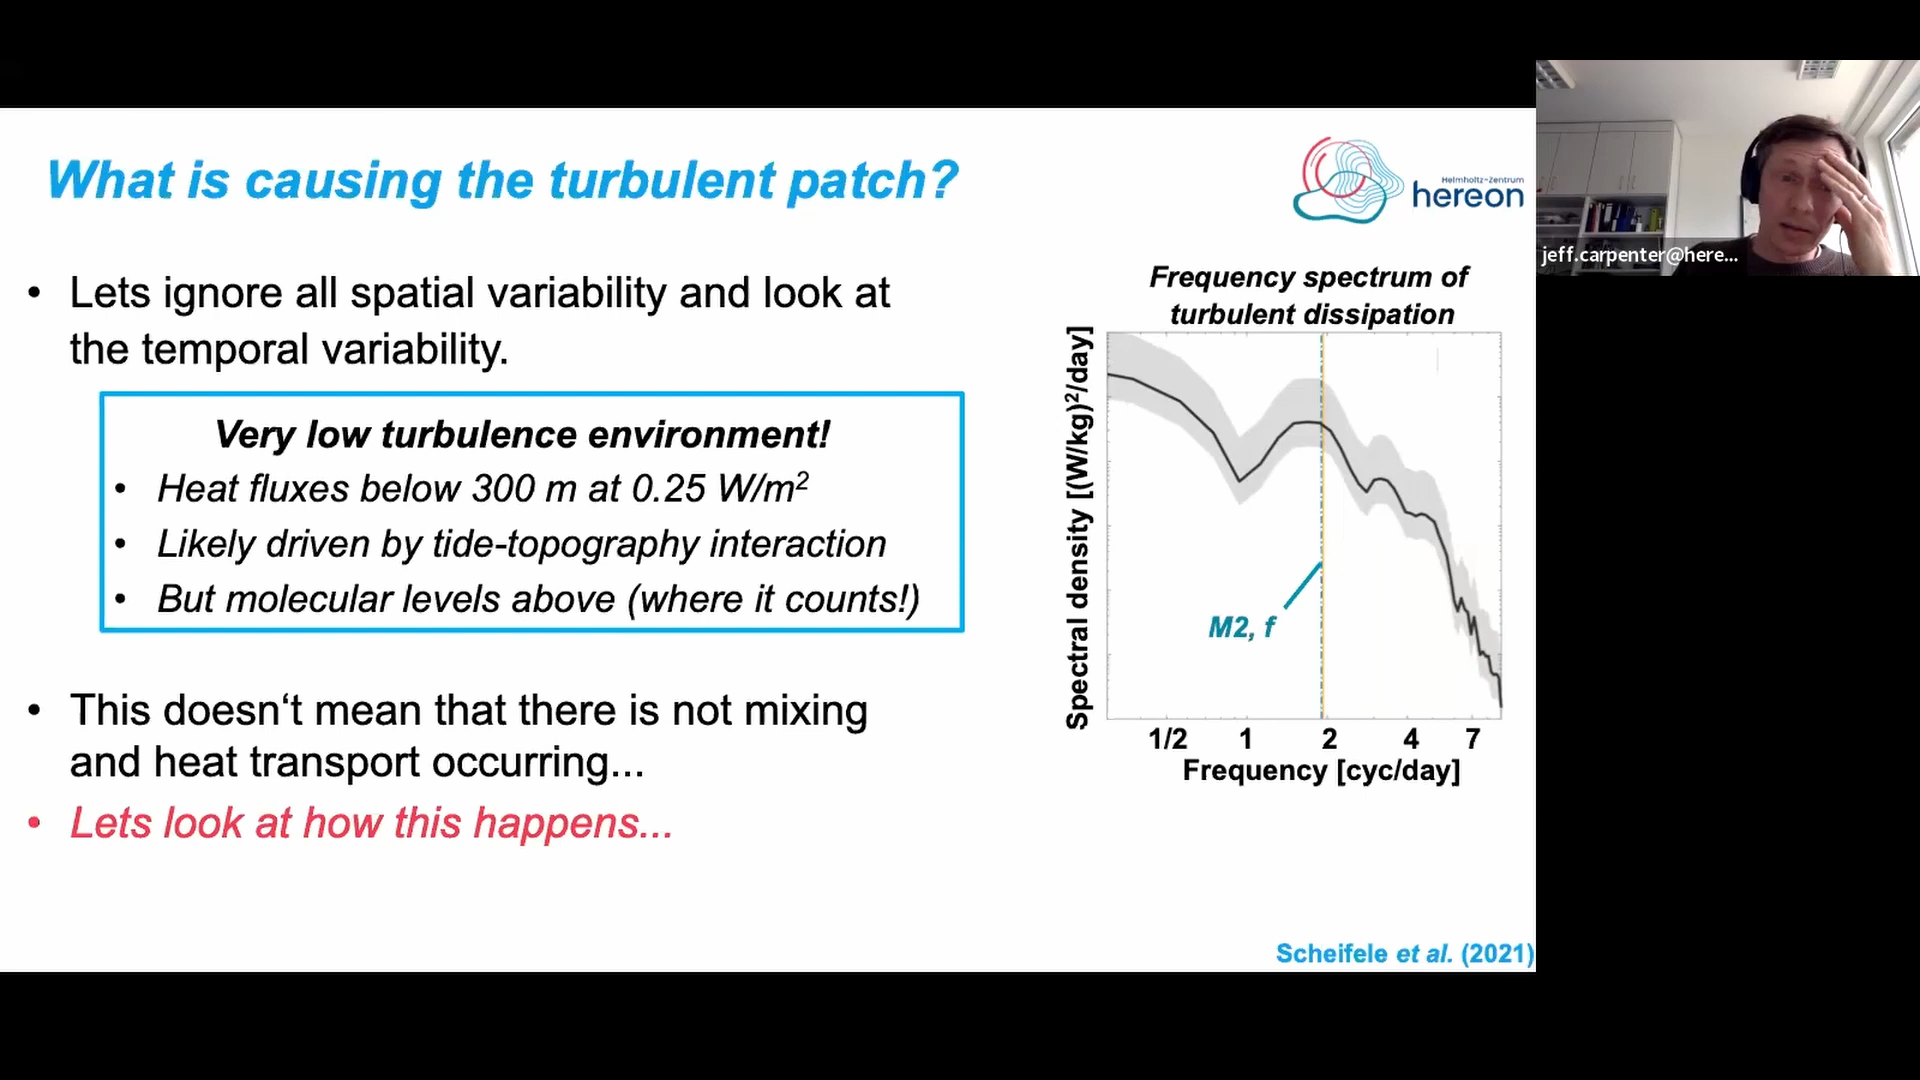 What is causing the turbulent patch?
Helmholtz-Zentrum
hereon
jeff.carpenter@here...
• Lets ignore all spatial variability and look at
the temporal variability.
Very low turbulence environment!
• Heat fluxes below 300 m at 0.25 W/m²
• Likely driven by tide-topography interaction
• But molecular levels above (where it counts!)
• This doesn‘t mean that there is not mixing
and heat transport occurring...
• Lets look at how this happens...
Frequency spectrum of
turbulent dissipation
Spectral density [(W/kg)²/day]
M2, f
1/2 1 2 4 7
Frequency [cyc/day]
Scheifele et al. (2021)